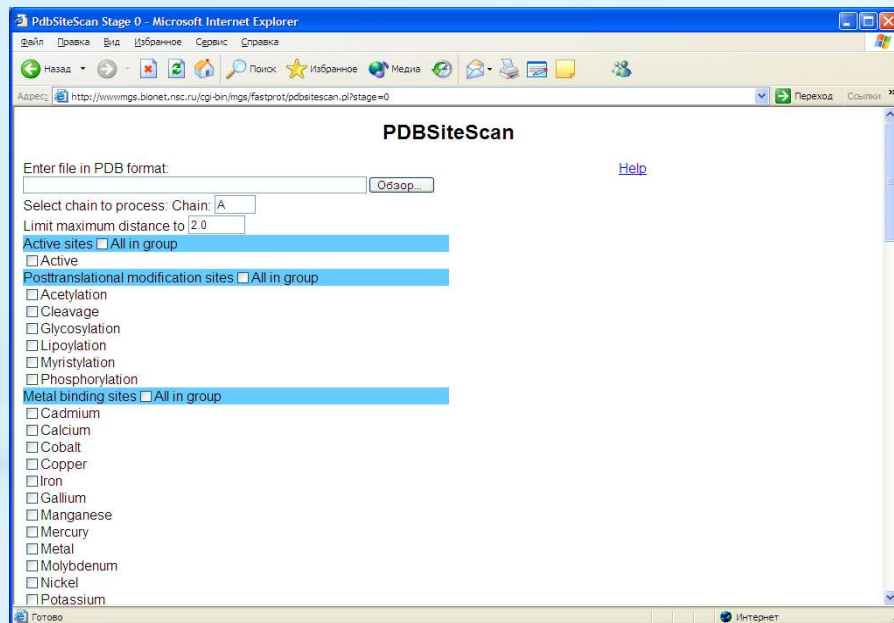 PdbSiteScan Stage 0 - Microsoft Internet Explorer
Файл Правка Вид Избранное Сервис Справка
Назад Поиск Избранное Медиа
Адрес: http://wwwmgs.bionet.nsc.ru/cgi-bin/mgs/fastprot/pdbsitescan.pl?stage=0 Переход Ссылки »
PDBSiteScan
Enter file in PDB format: Help
Обзор...
Select chain to process: Chain: A
Limit maximum distance to 2.0
Active sites All in group
Active
Posttranslational modification sites All in group
Acetylation
Cleavage
Glycosylation
Lipoylation
Myristylation
Phosphorylation
Metal binding sites All in group
Cadmium
Calcium
Cobalt
Copper
Iron
Gallium
Manganese
Mercury
Metal
Molybdenum
Nickel
Potassium
Готово Интернет